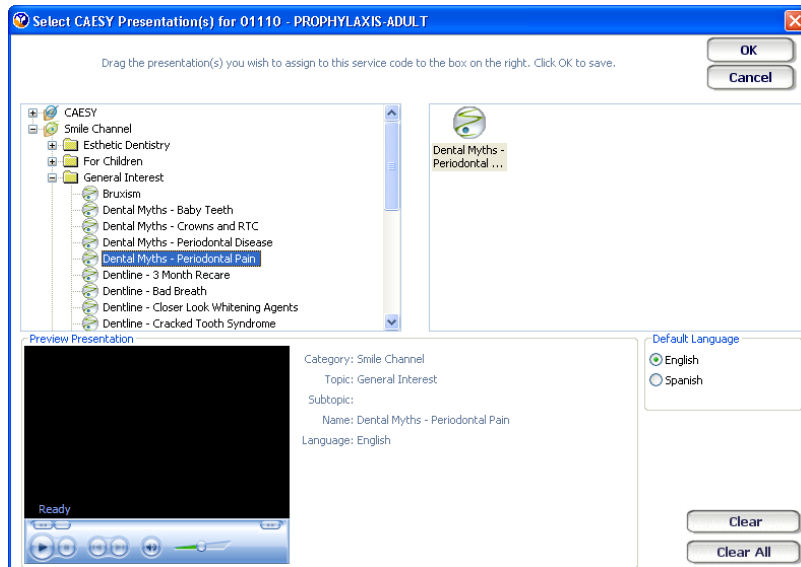 Select CAESY Presentation(s) for 01110 - PROPHYLAXIS-ADULT
Drag the presentation(s) you wish to assign to this service code to the box on the right. Click OK to save.
OK
Cancel
CAESY
Smile Channel
Esthetic Dentistry
For Children
General Interest
Bruxism
Dental Myths - Baby Teeth
Dental Myths - Crowns and RTC
Dental Myths - Periodontal Disease
Dental Myths - Periodontal Pain
Dentline - 3 Month Recare
Dentline - Bad Breath
Dentline - Closer Look Whitening Agents
Dentline - Cracked Tooth Syndrome
Dental Myths -
Periodontal ...
Preview Presentation
Ready
Category: Smile Channel
Topic: General Interest
Subtopic:
Name: Dental Myths - Periodontal Pain
Language: English
Default Language
English
Spanish
Clear
Clear All